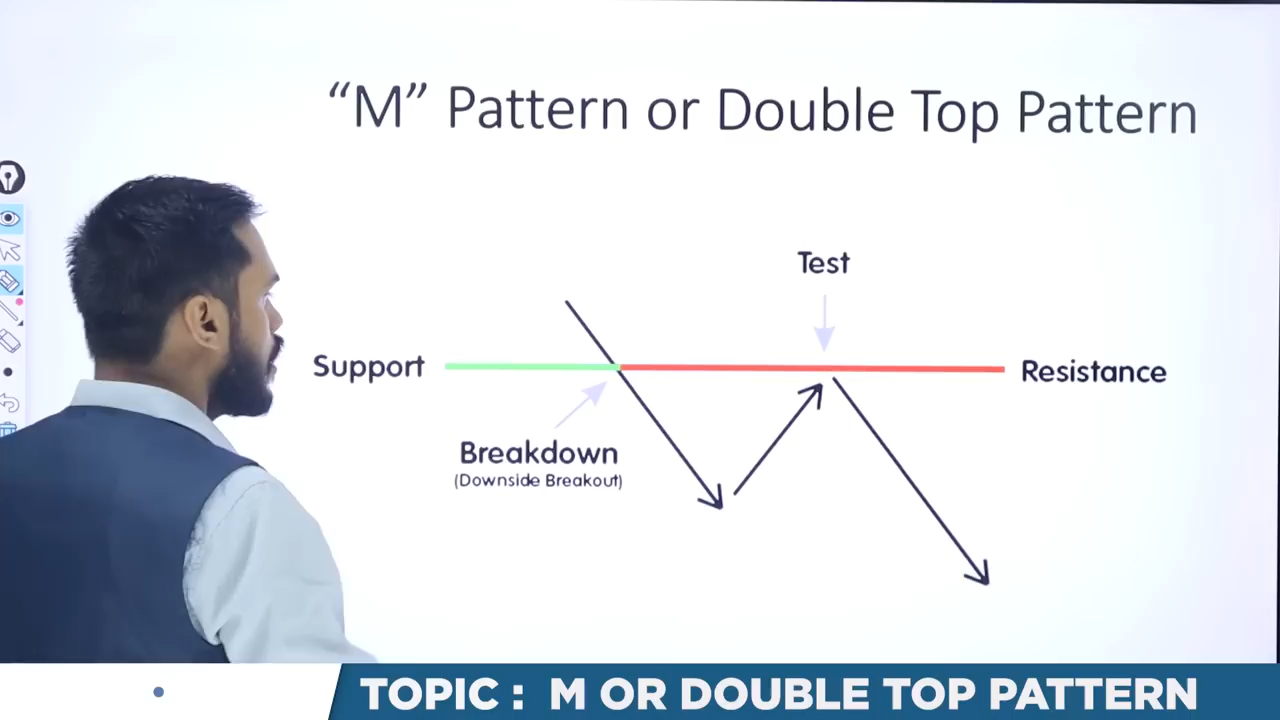 “M” Pattern or Double Top Pattern
Test
Support
Resistance
Breakdown
(Downside Breakout)
TOPIC : M OR DOUBLE TOP PATTERN